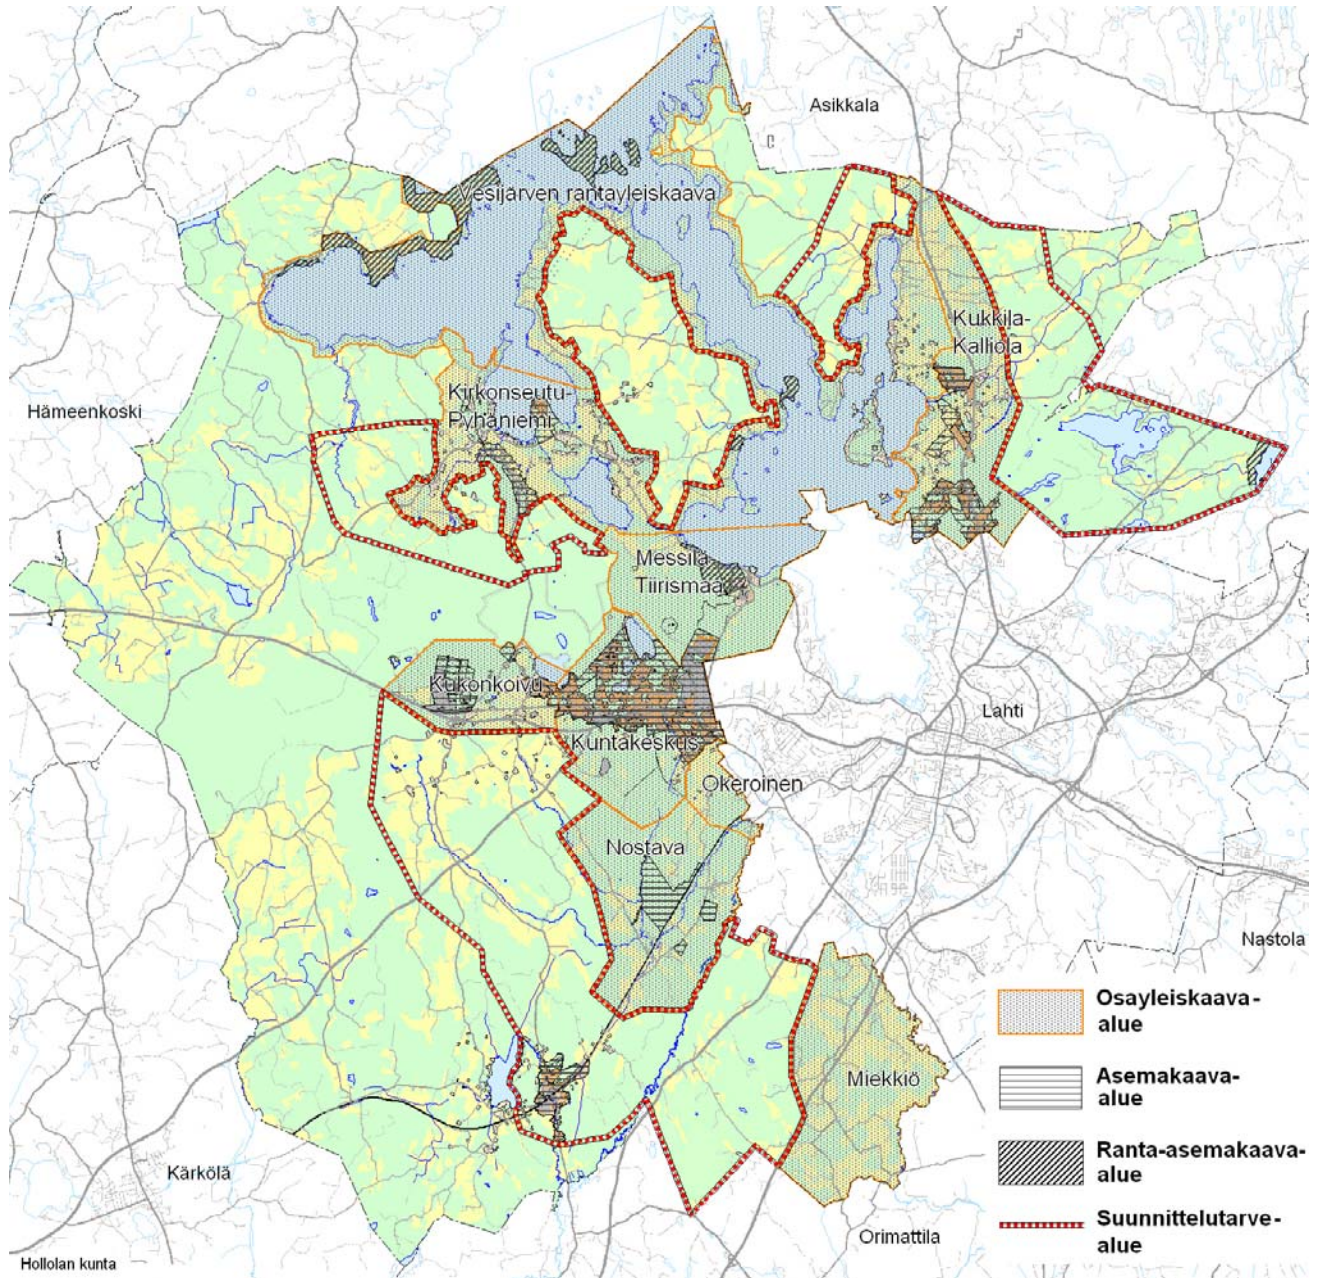 Asikkala
Vesijärven rantayleiskaava
Kukkila-
Kalliola
Kirkonseutu-
Pyhäniemi
Hämeenkoski
Messilä
Tiirismaa
Kukonkoivu
Lahti
Kuntakeskus
Okeroinen
Nostava
Nastola
Miekkiö
Kärkölä
Orimattila
Hollolan kunta
Osayleiskaava-
alue
Asemakaava-
alue
Ranta-asemakaava-
alue
Suunnittelutarve-
alue